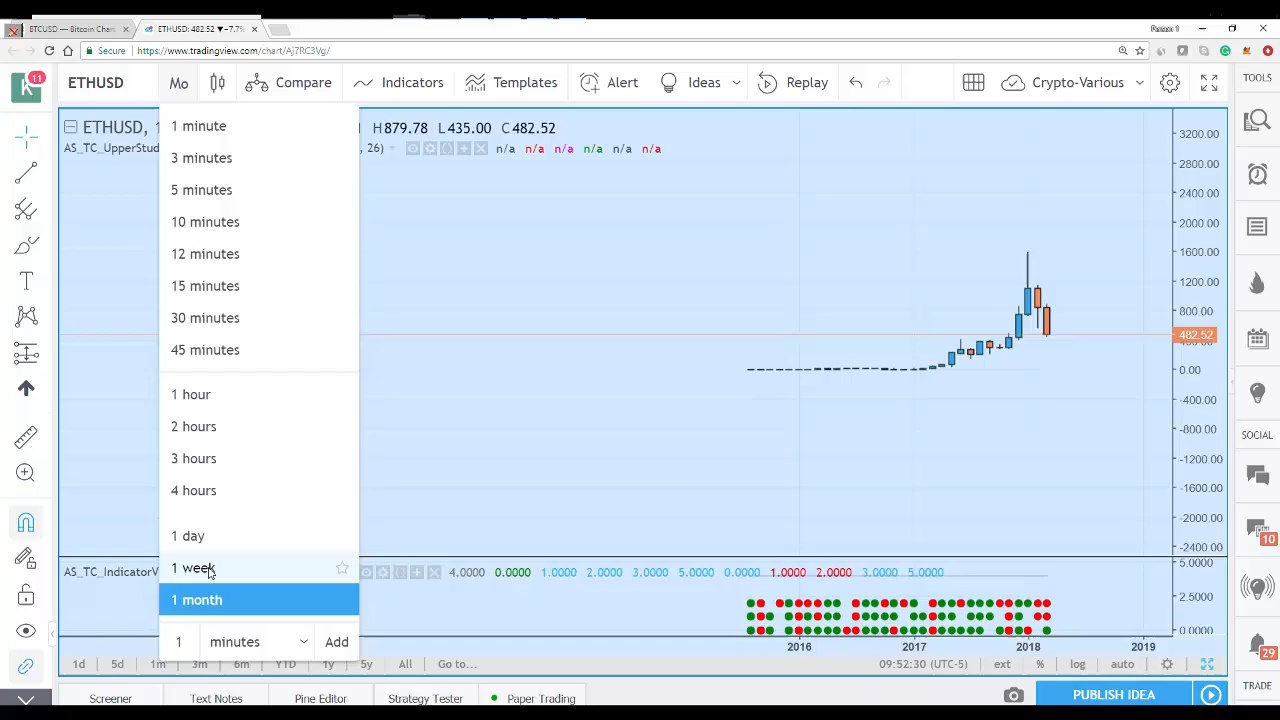 BTCUSD — Bitcoin Char
ETHUSD: 482.52 ▼−7.7%
Person 1
Secure
https://www.tradingview.com/chart/Aj7RC3Vg/
11
ETHUSD
Mo
Compare
Indicators
Templates
Alert
Ideas
Replay
Crypto-Various
TOOLS
ETHUSD, 1
H879.78 L435.00 C482.52
AS_TC_UpperStud
, 26)
n/a n/a n/a n/a n/a n/a
1 minute
3 minutes
5 minutes
10 minutes
12 minutes
15 minutes
30 minutes
45 minutes
1 hour
2 hours
3 hours
4 hours
1 day
1 week
1 month
1 minutes Add
3200.00
2800.00
2400.00
2000.00
1600.00
1200.00
800.00
482.52
0.00
-400.00
-800.00
-1200.00
-1600.00
-2000.00
-2400.00
SOCIAL
10
AS_TC_IndicatorV
4.0000 0.0000 1.0000 2.0000 3.0000 5.0000 0.0000 1.0000 2.0000 3.0000 5.0000
5.0000
2.5000
0.0000
2016 2017 2018 2019
29
1d 5d 1m 3m 6m YTD 1y 5y All Go to...
09:52:30 (UTC-5) ext % log auto
TRADE
Screener
Text Notes
Pine Editor
Strategy Tester
Paper Trading
PUBLISH IDEA